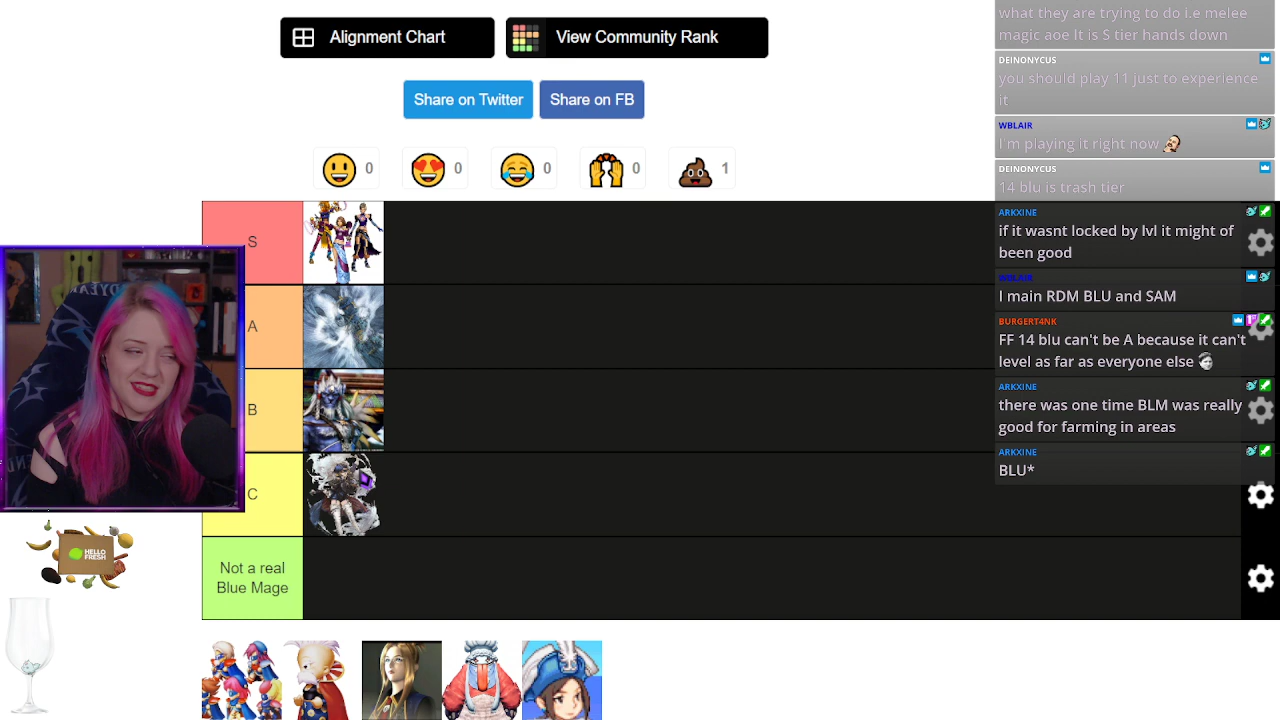 Alignment Chart
View Community Rank
Share on Twitter
Share on FB
0
0
0
0
1
S
A
B
C
Not a real
Blue Mage
HELLO
FRESH
what they are trying to do i.e melee
magic aoe It is S tier hands down
DEINONYCUS
you should play 11 just to experience
it
WBLAIR
I'm playing it right now
DEINONYCUS
14 blu is trash tier
ARKXINE
if it wasnt locked by lvl it might of
been good
WBLAIR
I main RDM BLU and SAM
BURGERT4NK
FF 14 blu can't be A because it can't
level as far as everyone else
ARKXINE
there was one time BLM was really
good for farming in areas
ARKXINE
BLU*